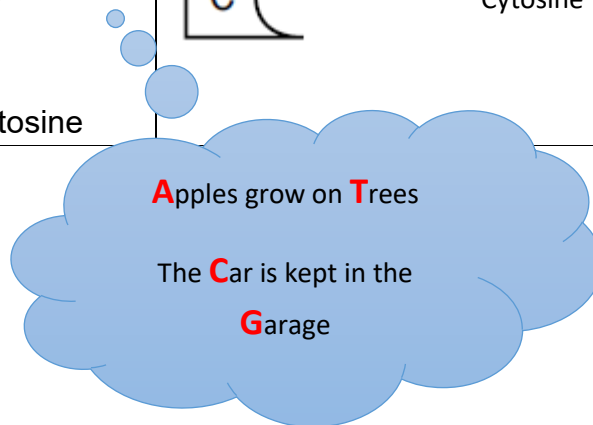 C
Cytosine
tosine
Apples grow on Trees
The Car is kept in the
Garage